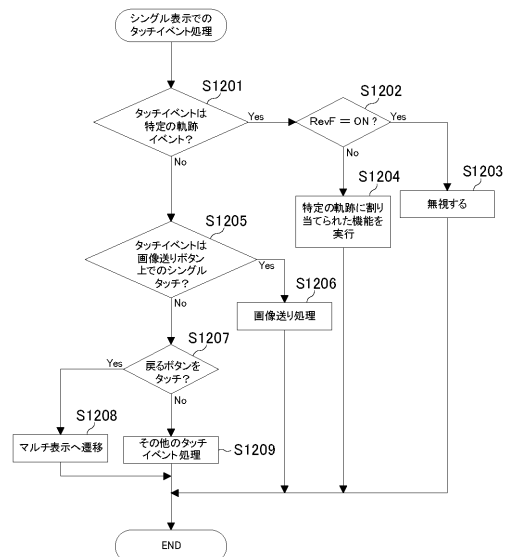 シングル表示での
タッチイベント処理
S1201
タッチイベントは
特定の軌跡
イベント?
Yes
No
S1202
RevF = ON ?
Yes
No
S1203
無視する
S1204
特定の軌跡に割り
当てられた機能を
実行
S1205
タッチイベントは
画像送りボタン
上でのシングル
タッチ?
Yes
No
S1206
画像送り処理
S1207
戻るボタンを
タッチ?
Yes
No
S1208
マルチ表示へ遷移
その他のタッチ
イベント処理
S1209
END